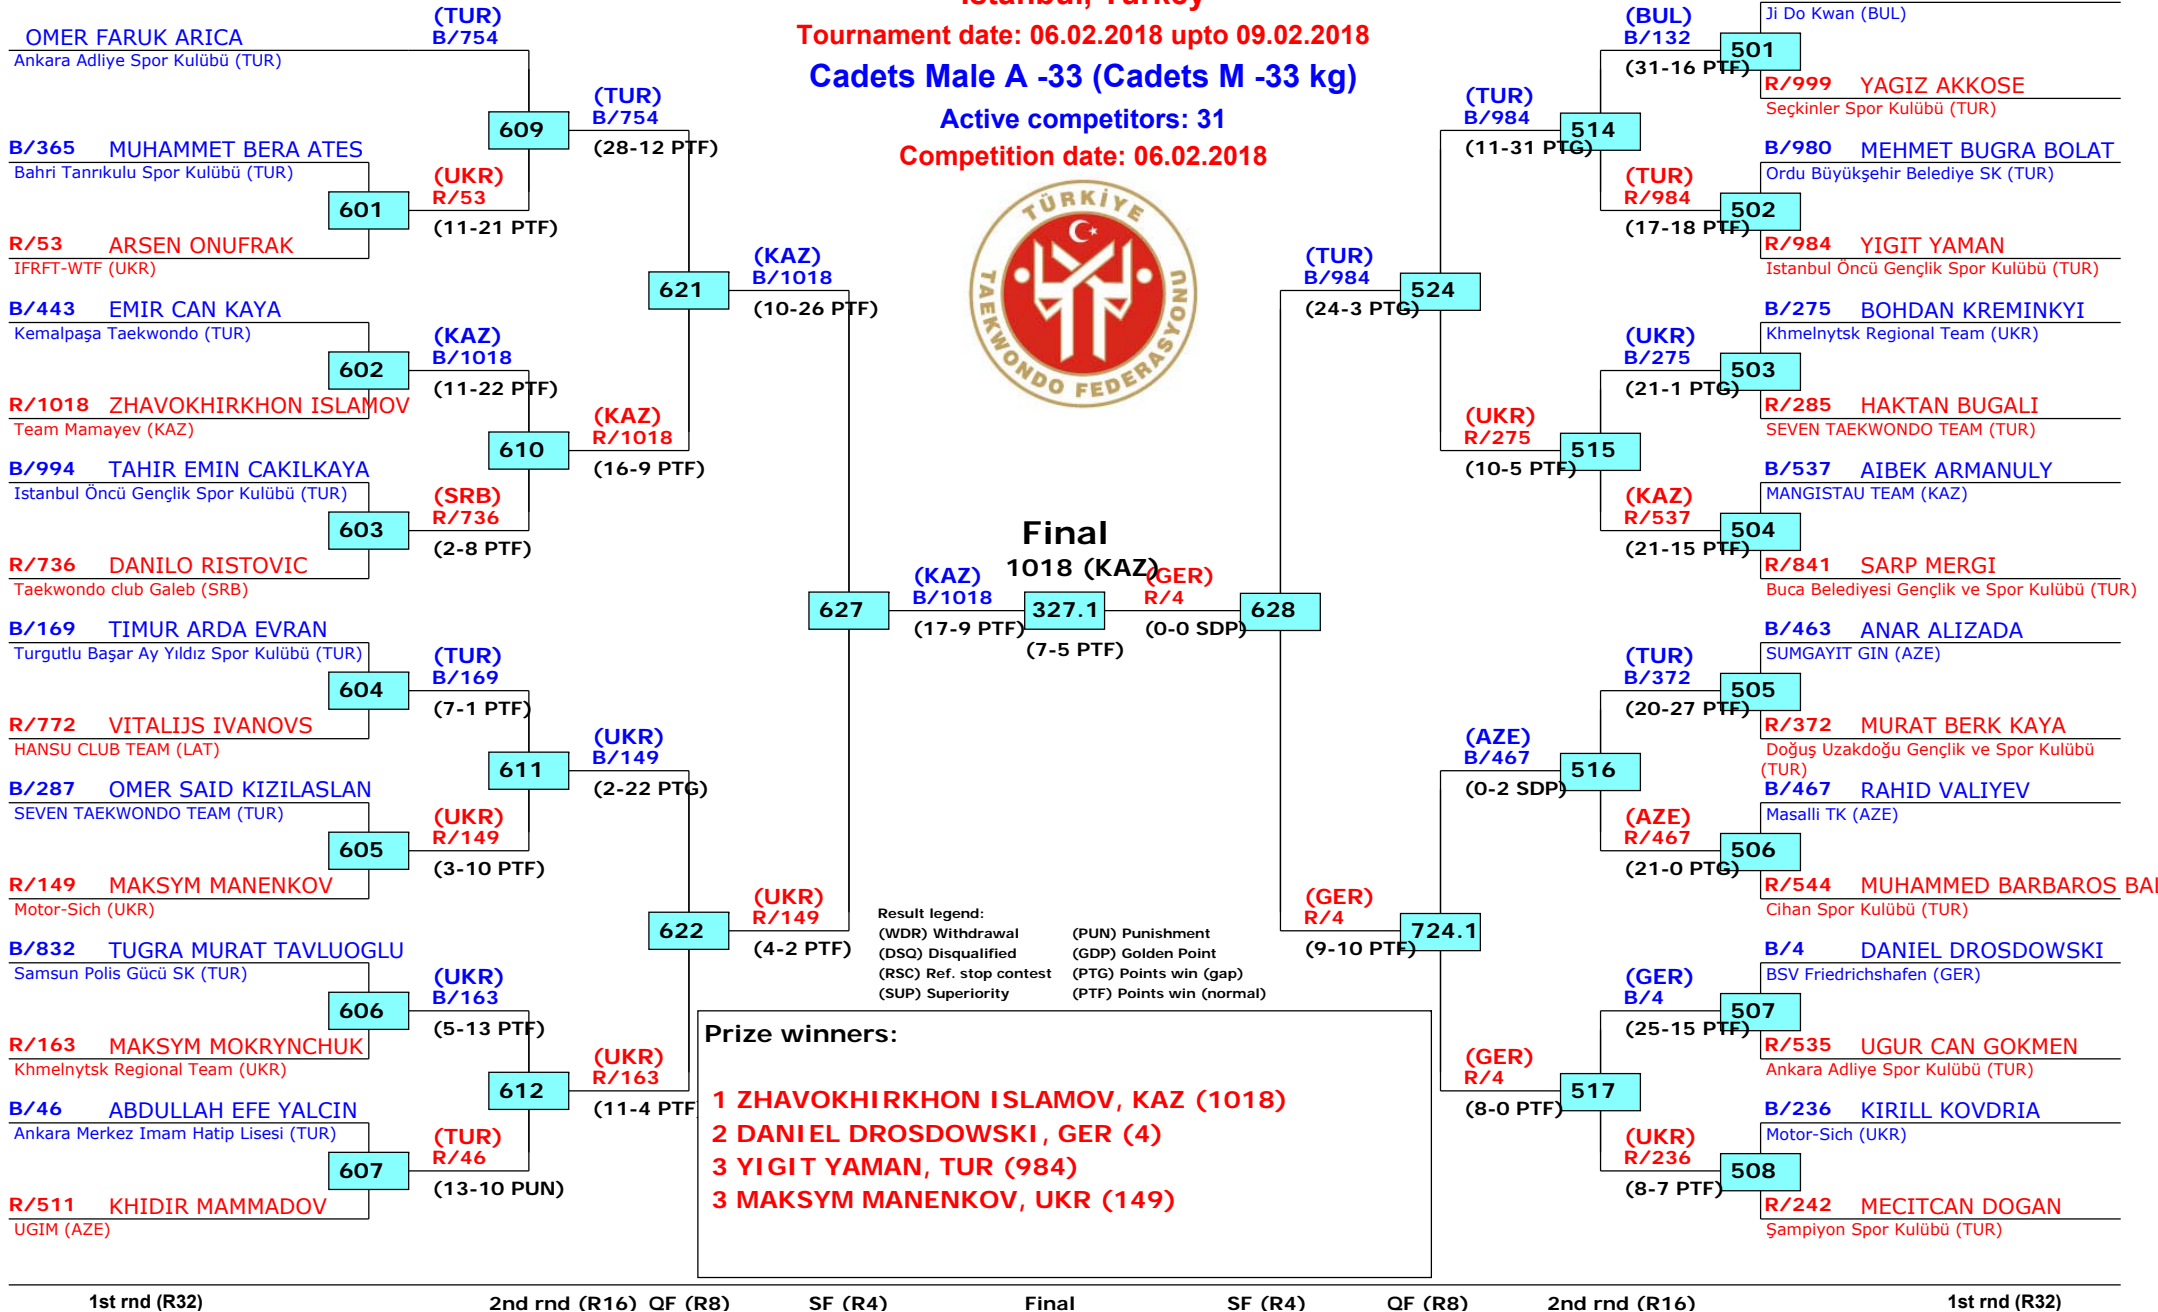 Istanbul, Turkey
Tournament date: 06.02.2018 upto 09.02.2018
Cadets Male A -33 (Cadets M -33 kg)
Active competitors: 31
Competition date: 06.02.2018
TÜRKİYE
TAEKWONDO FEDERASYONU
OMER FARUK ARICA
Ankara Adliye Spor Kulübü (TUR)
B/365 MUHAMMET BERA ATES
Bahri Tanrıkulu Spor Kulübü (TUR)
601
R/53 ARSEN ONUFRAK
IFRFT-WTF (UKR)
B/443 EMIR CAN KAYA
Kemalpaşa Taekwondo (TUR)
602
R/1018 ZHAVOKHIRKHON ISLAMOV
Team Mamayev (KAZ)
B/994 TAHIR EMIN CAKILKAYA
Istanbul Öncü Gençlik Spor Kulübü (TUR)
603
R/736 DANILO RISTOVIC
Taekwondo club Galeb (SRB)
B/169 TIMUR ARDA EVRAN
Turgutlu Başar Ay Yıldız Spor Kulübü (TUR)
604
R/772 VITALIJS IVANOVS
HANSU CLUB TEAM (LAT)
B/287 OMER SAID KIZILASLAN
SEVEN TAEKWONDO TEAM (TUR)
605
R/149 MAKSYM MANENKOV
Motor-Sich (UKR)
B/832 TUGRA MURAT TAVLUOGLU
Samsun Polis Gücü SK (TUR)
606
R/163 MAKSYM MOKRYNCHUK
Khmelnytsk Regional Team (UKR)
B/46 ABDULLAH EFE YALCIN
Ankara Merkez Imam Hatip Lisesi (TUR)
607
R/511 KHIDIR MAMMADOV
UGIM (AZE)
(TUR)
B/754
609
(UKR)
R/53
(11-21 PTF)
(KAZ)
B/1018
(11-22 PTF)
610
(SRB)
R/736
(2-8 PTF)
(TUR)
B/169
(7-1 PTF)
611
(UKR)
R/149
(3-10 PTF)
(UKR)
B/163
(5-13 PTF)
612
(TUR)
R/46
(13-10 PUN)
(TUR)
B/754
(28-12 PTF)
621
(KAZ)
R/1018
(16-9 PTF)
(UKR)
B/149
(2-22 PTG)
622
(UKR)
R/163
(11-4 PTF
(KAZ)
B/1018
(10-26 PTF)
627
(UKR)
R/149
(4-2 PTF)
(KAZ)
B/1018
(17-9 PTF)
Final
1018 (KAZ)
327.1
(7-5 PTF)
(GER)
R/4
(0-0 SDP)
628
(TUR)
B/984
(24-3 PTG)
524
(GER)
R/4
(9-10 PTF)
724.1
(TUR)
B/984
(11-31 PTG)
514
(UKR)
R/275
(10-5 PTF)
515
(AZE)
B/467
(0-2 SDP)
516
(GER)
R/4
(8-0 PTF)
517
(BUL)
B/132
(31-16 PTF)
501
(TUR)
R/984
(17-18 PTF)
502
(UKR)
B/275
(21-1 PTG)
503
(KAZ)
R/537
(21-15 PTF)
504
(TUR)
B/372
(20-27 PTF)
505
(AZE)
R/467
(21-0 PTG)
506
(GER)
B/4
(25-15 PTF)
507
(UKR)
R/236
(8-7 PTF)
508
Ji Do Kwan (BUL)
R/999 YAGIZ AKKOSE
Seçkinler Spor Kulübü (TUR)
B/980 MEHMET BUGRA BOLAT
Ordu Büyükşehir Belediye SK (TUR)
R/984 YIGIT YAMAN
Istanbul Öncü Gençlik Spor Kulübü (TUR)
B/275 BOHDAN KREMINKYI
Khmelnytsk Regional Team (UKR)
R/285 HAKTAN BUGALI
SEVEN TAEKWONDO TEAM (TUR)
B/537 AIBEK ARMANULY
MANGISTAU TEAM (KAZ)
R/841 SARP MERGI
Buca Belediyesi Gençlik ve Spor Kulübü (TUR)
B/463 ANAR ALIZADA
SUMGAYIT GIN (AZE)
R/372 MURAT BERK KAYA
Doğuş Uzakdoğu Gençlik ve Spor Kulübü
(TUR)
B/467 RAHID VALIYEV
Masalli TK (AZE)
R/544 MUHAMMED BARBAROS BAL
Cihan Spor Kulübü (TUR)
B/4 DANIEL DROSDOWSKI
BSV Friedrichshafen (GER)
R/535 UGUR CAN GOKMEN
Ankara Adliye Spor Kulübü (TUR)
B/236 KIRILL KOVDRIA
Motor-Sich (UKR)
R/242 MECITCAN DOGAN
Şampiyon Spor Kulübü (TUR)
Result legend:
(WDR) Withdrawal (PUN) Punishment
(DSQ) Disqualified (GDP) Golden Point
(RSC) Ref. stop contest (PTG) Points win (gap)
(SUP) Superiority (PTF) Points win (normal)
Prize winners:
1 ZHAVOKHIRKHON ISLAMOV, KAZ (1018)
2 DANIEL DROSDOWSKI, GER (4)
3 YIGIT YAMAN, TUR (984)
3 MAKSYM MANENKOV, UKR (149)
1st rnd (R32) 2nd rnd (R16) QF (R8) SF (R4) Final SF (R4) QF (R8) 2nd rnd (R16) 1st rnd (R32)